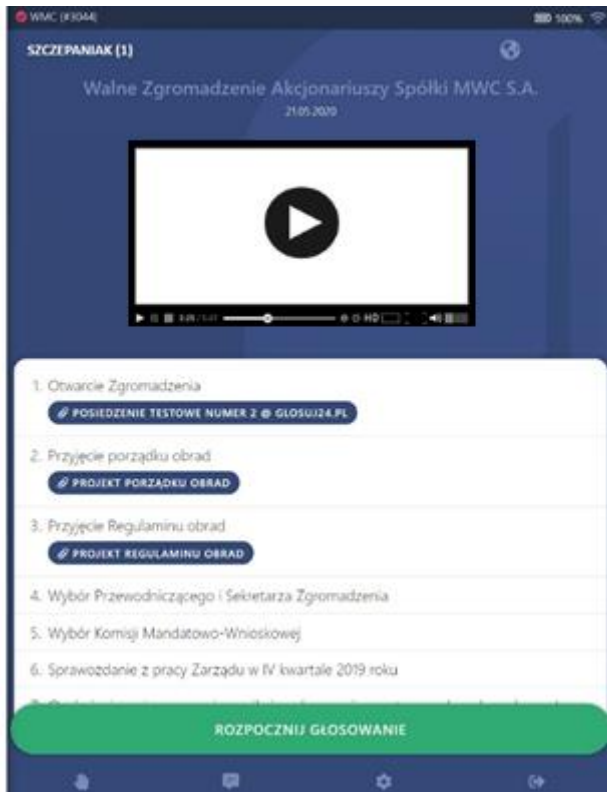 WMC (#3044)
100%
SZCZEPANIAK (1)
Walne Zgromadzenie Akcjonariuszy Spółki MWC S.A.
21.05.2020
HD
1. Otwarcie Zgromadzenia
POSIEDZENIE TESTOWE NUMER 2 @ GLOSUJ24.PL
2. Przyjęcie porządku obrad
PROJEKT PORZĄDKU OBRAD
3. Przyjęcie Regulaminu obrad
PROJEKT REGULAMINU OBRAD
4. Wybór Przewodniczącego i Sekretarza Zgromadzenia
5. Wybór Komisji Mandatowo-Wnioskowej
6. Sprawozdanie z pracy Zarządu w IV kwartale 2019 roku
ROZPOCZNIJ GŁOSOWANIE